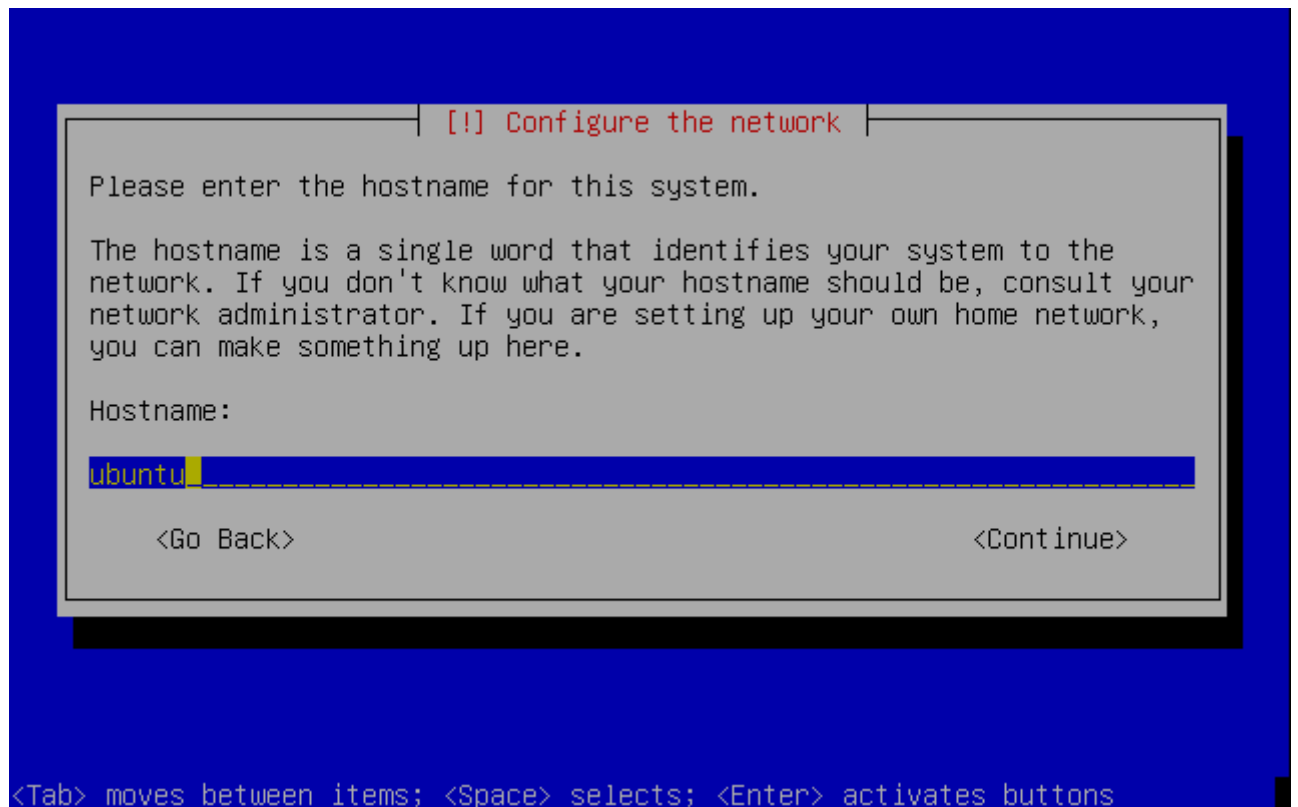 [!] Configure the network
Please enter the hostname for this system.
The hostname is a single word that identifies your system to the
network. If you don't know what your hostname should be, consult your
network administrator. If you are setting up your own home network,
you can make something up here.
Hostname:
ubuntu
<Go Back> <Continue>
<Tab> moves between items; <Space> selects; <Enter> activates buttons